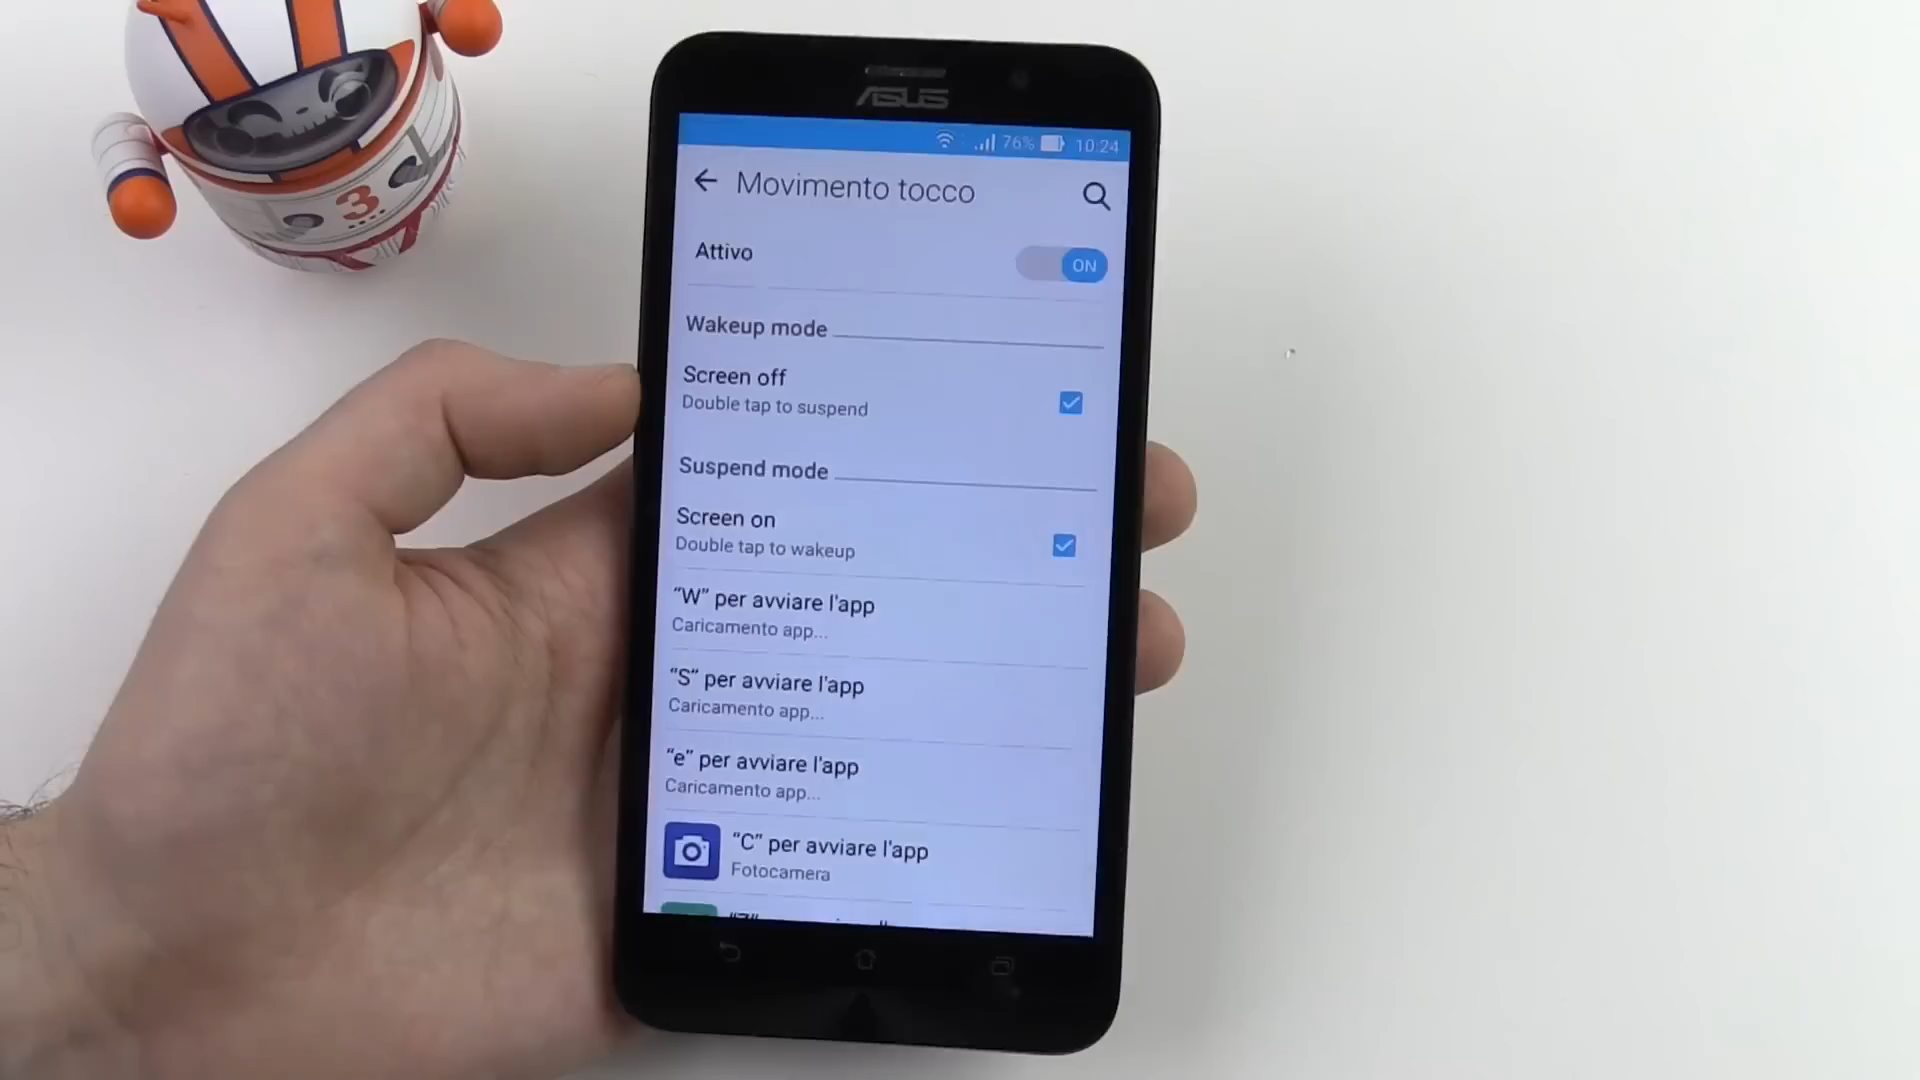 ASUS
76% 10:24
Movimento tocco
Attivo ON
Wakeup mode
Screen off
Double tap to suspend
Suspend mode
Screen on
Double tap to wakeup
“W” per avviare l'app
Caricamento app...
“S” per avviare l'app
Caricamento app...
“e” per avviare l'app
Caricamento app...
“C” per avviare l'app
Fotocamera
3